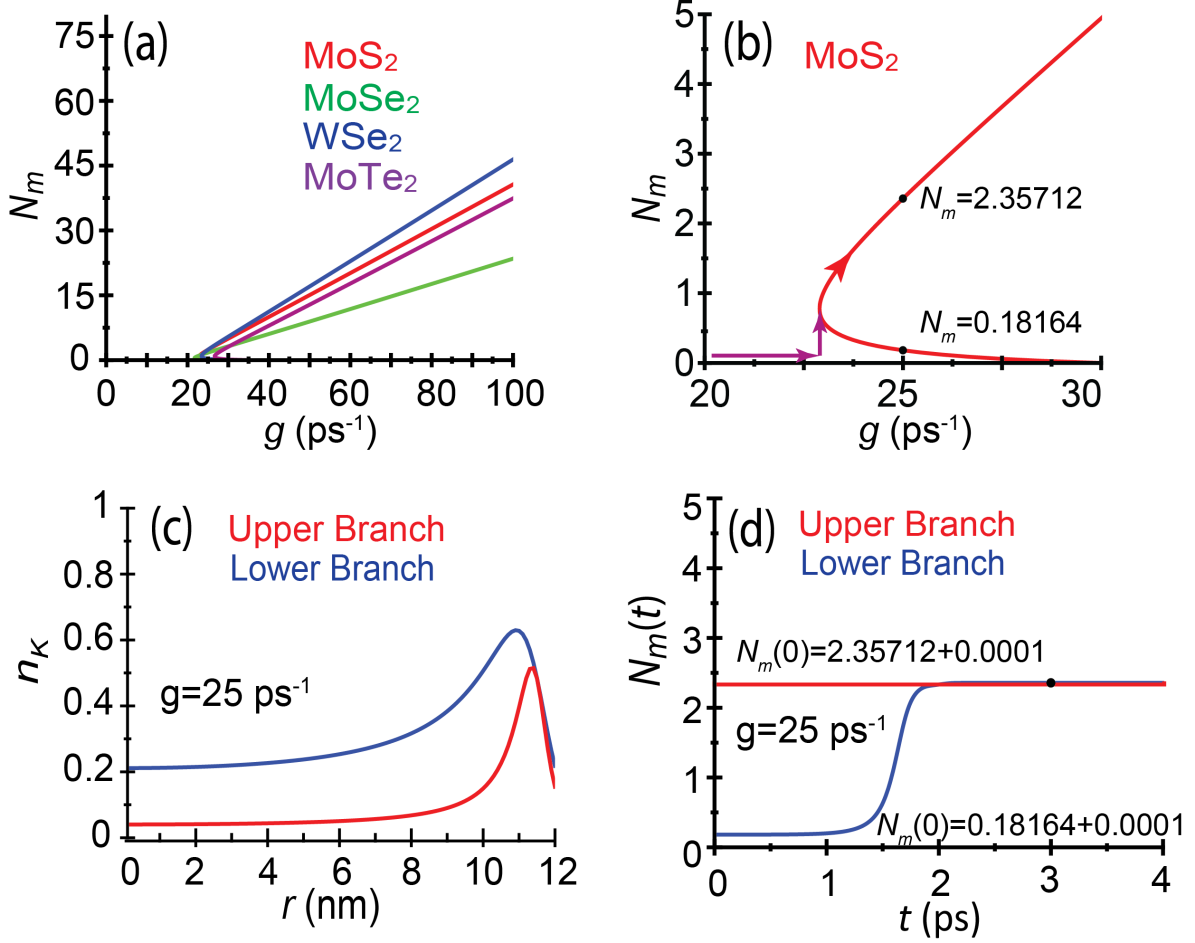 (a)
MoS₂
MoSe₂
WSe₂
MoTe₂
75
60
45
30
15
0
Nₘ
0 20 40 60 80 100
g (ps⁻¹)
(b)
MoS₂
5
4
3
2
1
0
Nₘ
Nₘ=2.35712
Nₘ=0.18164
20 25 30
g (ps⁻¹)
(c)
Upper Branch
Lower Branch
1
0.8
0.6
0.4
0.2
0
n_K
g=25 ps⁻¹
0 2 4 6 8 10 12
r (nm)
(d)
Upper Branch
Lower Branch
5
4
3
2
1
0
Nₘ(t)
Nₘ(0)=2.35712+0.0001
g=25 ps⁻¹
Nₘ(0)=0.18164+0.0001
0 1 2 3 4
t (ps)